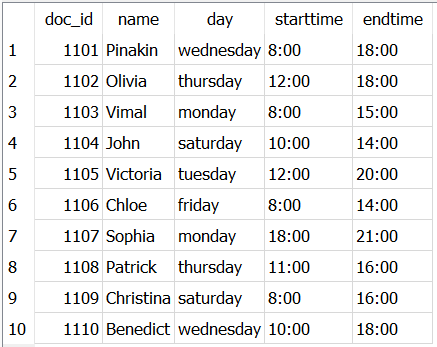 doc_id name day starttime endtime
1 1101 Pinakin wednesday 8:00 18:00
2 1102 Olivia thursday 12:00 18:00
3 1103 Vimal monday 8:00 15:00
4 1104 John saturday 10:00 14:00
5 1105 Victoria tuesday 12:00 20:00
6 1106 Chloe friday 8:00 14:00
7 1107 Sophia monday 18:00 21:00
8 1108 Patrick thursday 11:00 16:00
9 1109 Christina saturday 8:00 16:00
10 1110 Benedict wednesday 10:00 18:00